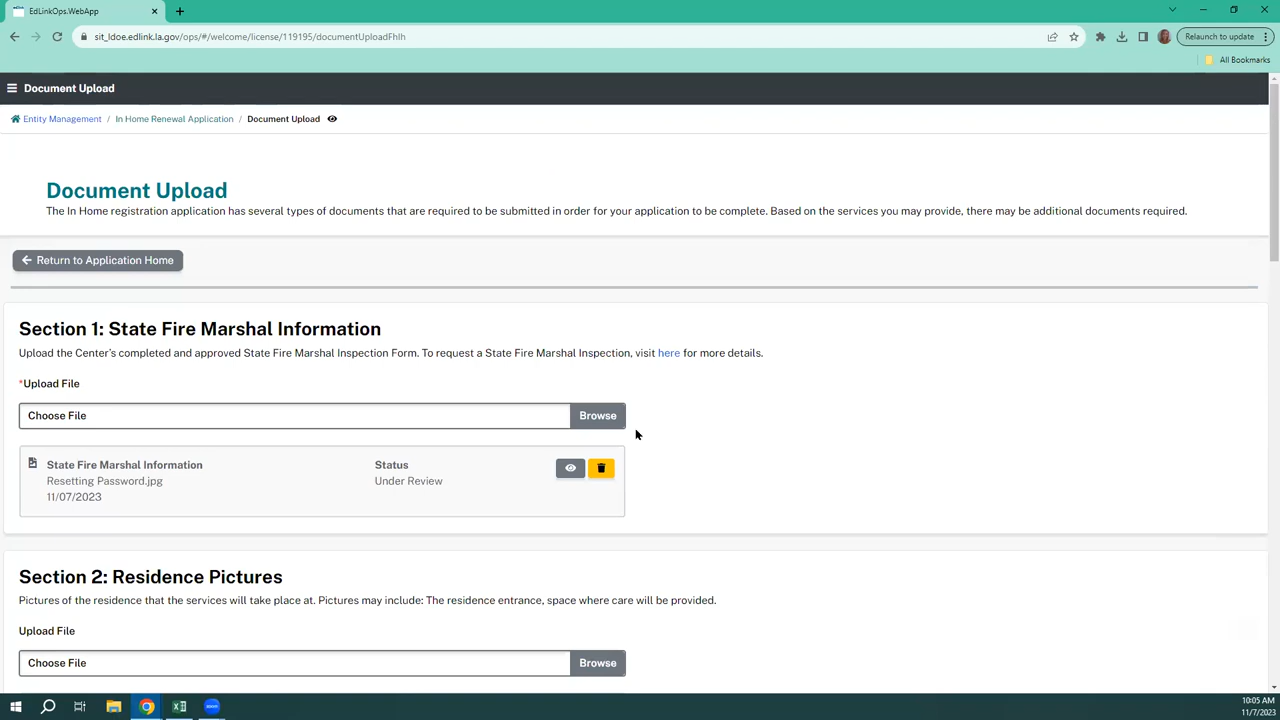 EdLinkOps.WebApp
sit_ldoe.edlink.la.gov/ops/#/welcome/license/119195/documentUploadFhIh
Relaunch to update
All Bookmarks
Document Upload
Entity Management / In Home Renewal Application / Document Upload
Document Upload
The In Home registration application has several types of documents that are required to be submitted in order for your application to be complete. Based on the services you may provide, there may be additional documents required.
Return to Application Home
Section 1: State Fire Marshal Information
Upload the Center's completed and approved State Fire Marshal Inspection Form. To request a State Fire Marshal Inspection, visit here for more details.
*Upload File
Choose File Browse
State Fire Marshal Information Status
Resetting Password.jpg Under Review
11/07/2023
Section 2: Residence Pictures
Pictures of the residence that the services will take place at. Pictures may include: The residence entrance, space where care will be provided.
Upload File
Choose File Browse
zoom
10:05 AM
11/7/2023